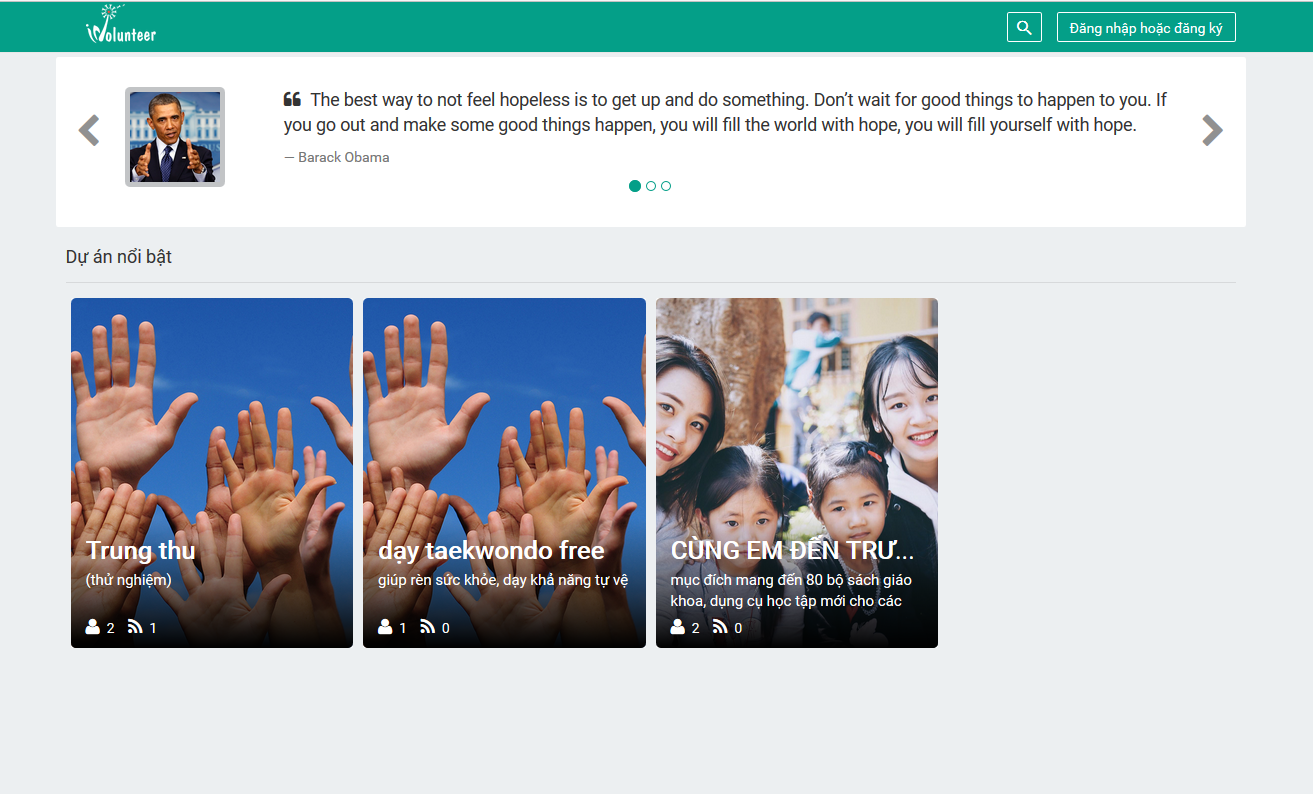 iVolunteer
Đăng nhập hoặc đăng ký
The best way to not feel hopeless is to get up and do something. Don’t wait for good things to happen to you. If
you go out and make some good things happen, you will fill the world with hope, you will fill yourself with hope.
— Barack Obama
Dự án nổi bật
Trung thu
(thử nghiệm)
2 1
dạy taekwondo free
giúp rèn sức khỏe, dạy khả năng tự vệ
1 0
CÙNG EM ĐẾN TRƯ...
mục đích mang đến 80 bộ sách giáo
khoa, dụng cụ học tập mới cho các
2 0